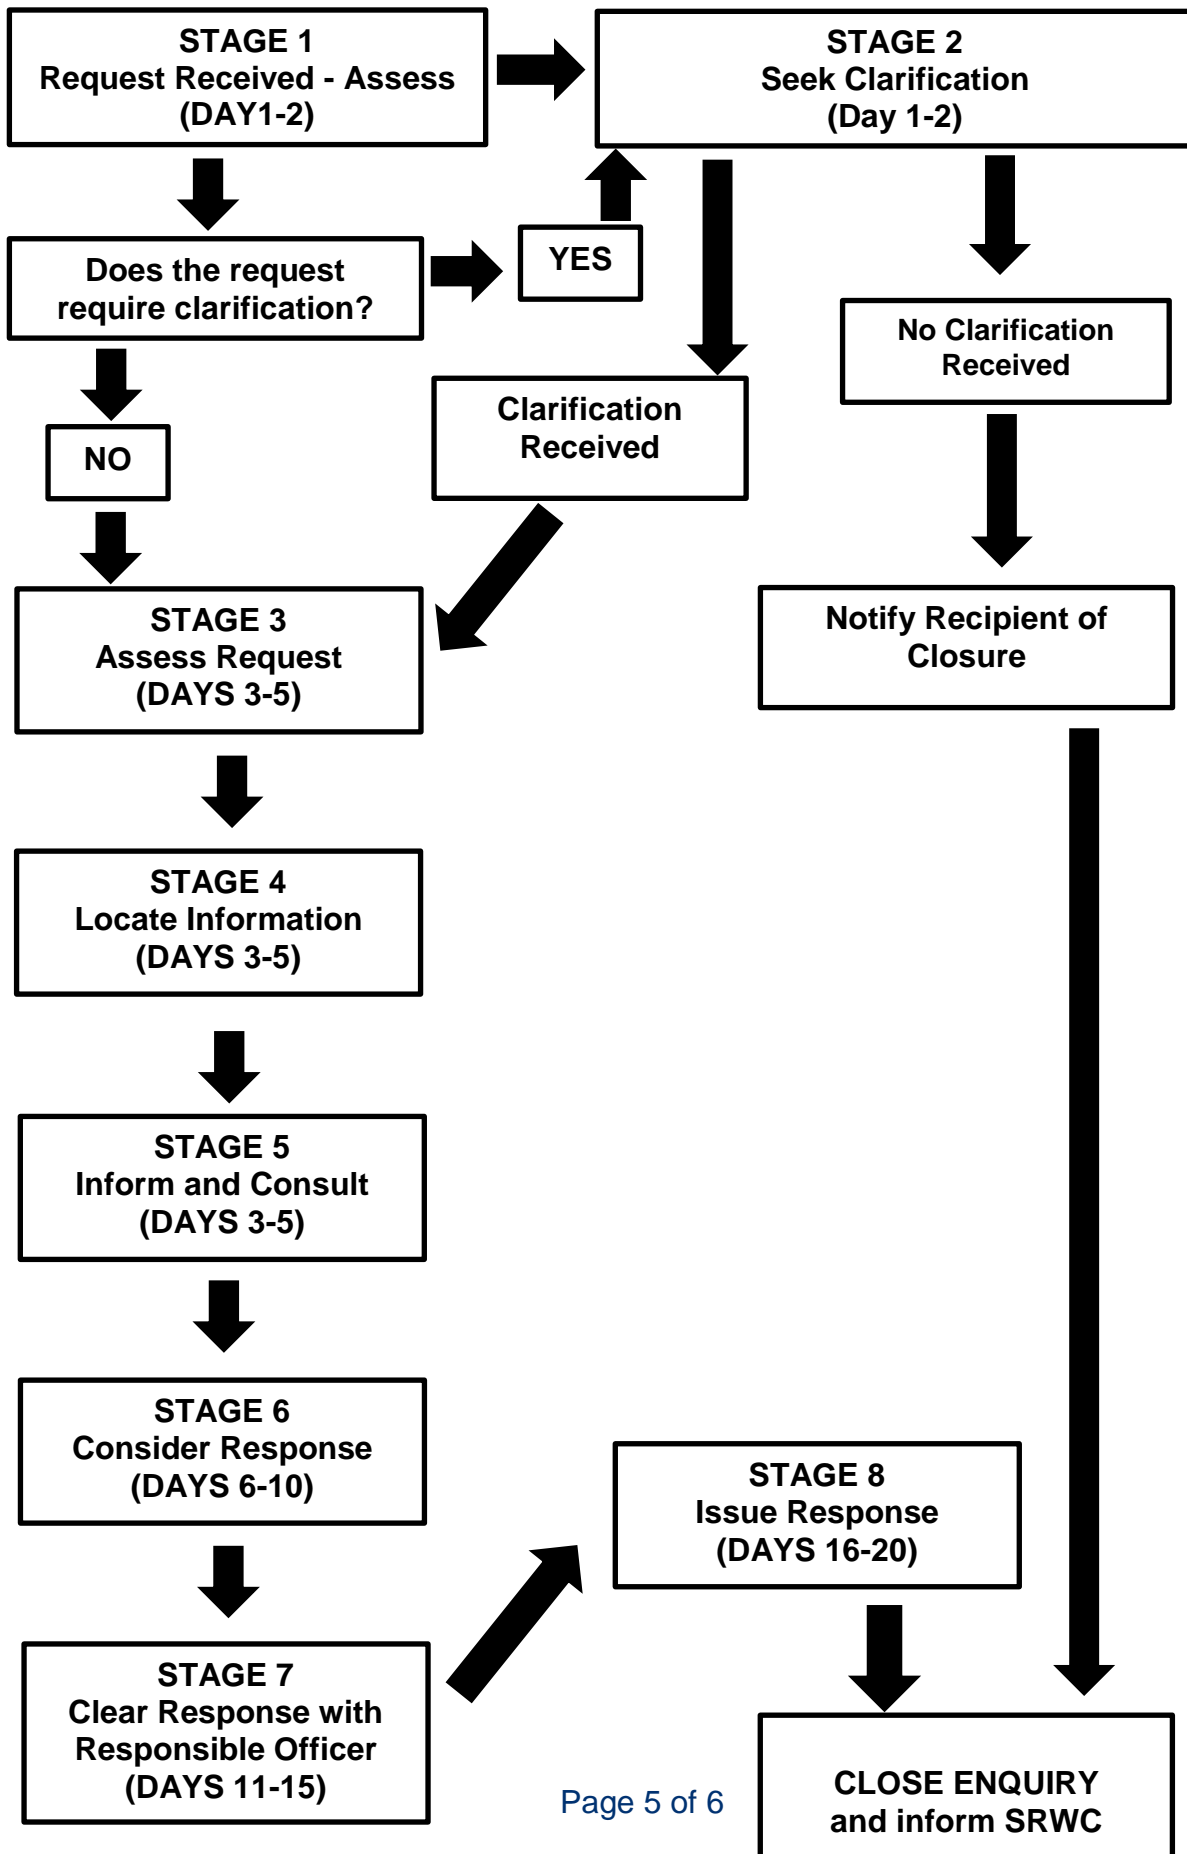 STAGE 1
Request Received - Assess
(DAY1-2)
STAGE 2
Seek Clarification
(Day 1-2)
Does the request
require clarification?
YES
No Clarification
Received
Clarification
Received
NO
STAGE 3
Assess Request
(DAYS 3-5)
Notify Recipient of
Closure
STAGE 4
Locate Information
(DAYS 3-5)
STAGE 5
Inform and Consult
(DAYS 3-5)
STAGE 6
Consider Response
(DAYS 6-10)
STAGE 8
Issue Response
(DAYS 16-20)
STAGE 7
Clear Response with
Responsible Officer
(DAYS 11-15)
CLOSE ENQUIRY
and inform SRWC
Page 5 of 6